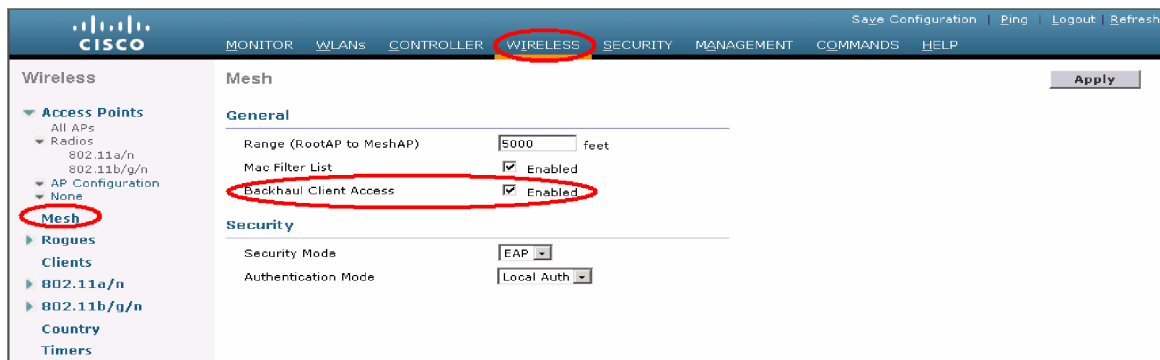 Save Configuration | Ping | Logout | Refresh
CISCO
MONITOR WLANs CONTROLLER WIRELESS SECURITY MANAGEMENT COMMANDS HELP
Wireless
Access Points
All APs
Radios
802.11a/n
802.11b/g/n
AP Configuration
None
Mesh
Rogues
Clients
802.11a/n
802.11b/g/n
Country
Timers
Mesh
Apply
General
Range (RootAP to MeshAP) 5000 feet
Mac Filter List Enabled
Backhaul Client Access Enabled
Security
Security Mode EAP
Authentication Mode Local Auth